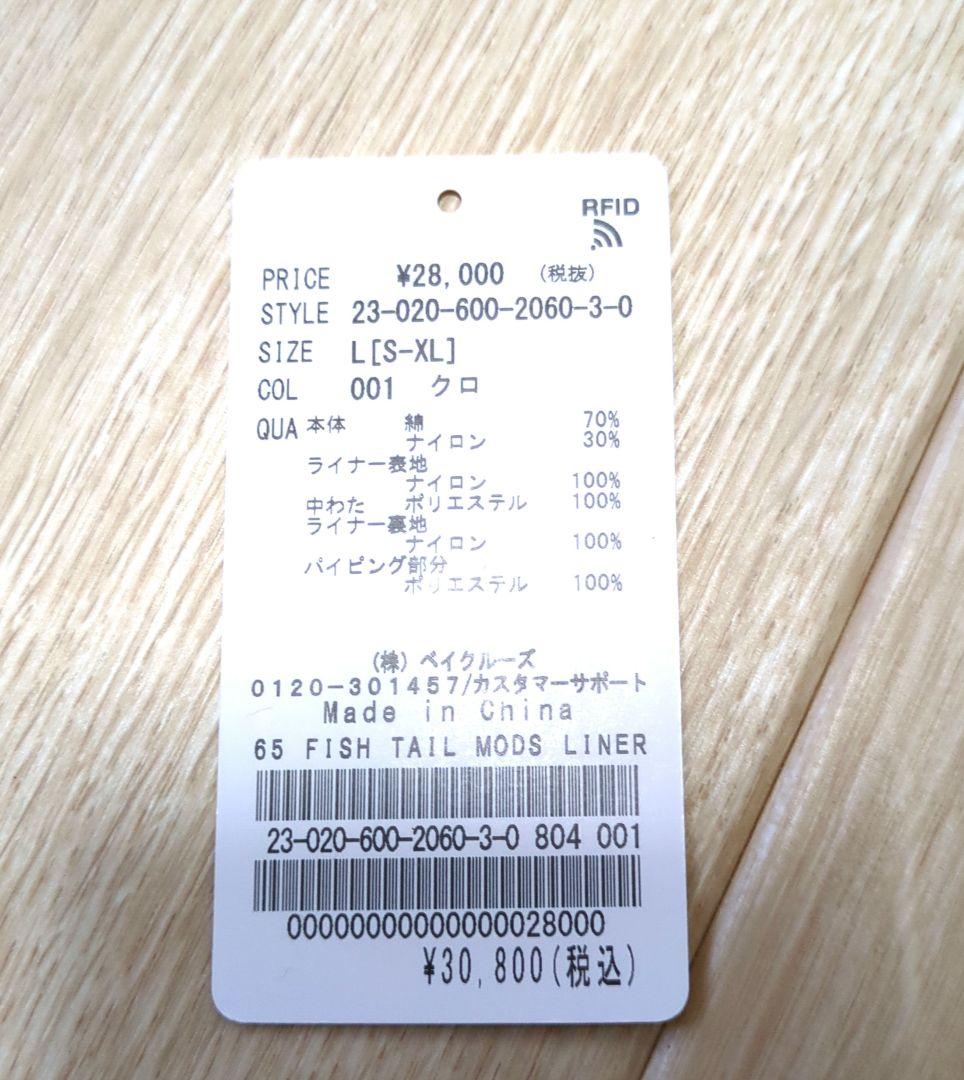 RFID
PRICE ¥28,000 (税抜)
STYLE 23-020-600-2060-3-0
SIZE L[S-XL]
COL 001 クロ
QUA 本体 綿 70%
ナイロン 30%
ライナー表地
ナイロン 100%
中わた ポリエステル 100%
ライナー裏地
ナイロン 100%
パイピング部分
ポリエステル 100%
(株)ベイクルーズ
0120-301457/カスタマーサポート
Made in China
65 FISH TAIL MODS LINER
23-020-600-2060-3-0 804 001
00000000000000028000
¥30,800(税込)